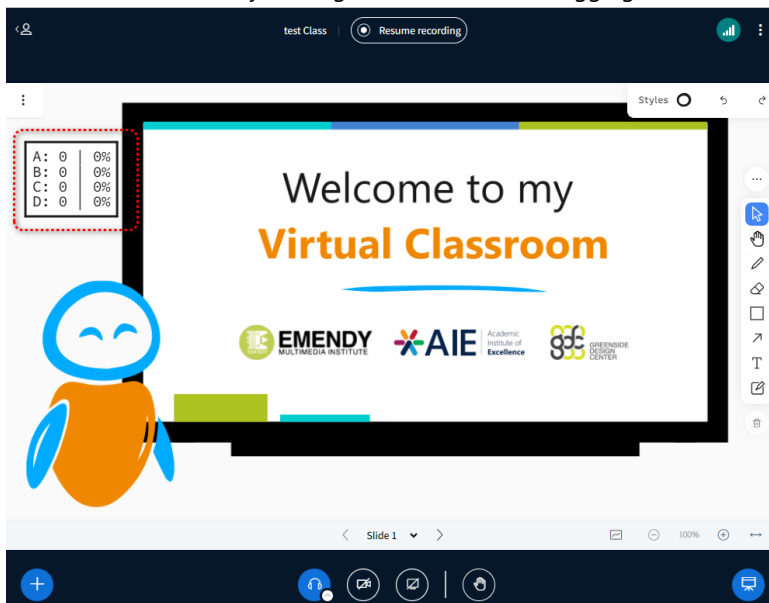 test Class | Resume recording
Styles
A: 0 | 0%
B: 0 | 0%
C: 0 | 0%
D: 0 | 0%
Welcome to my
Virtual Classroom
EMENDY
MULTIMEDIA INSTITUTE
AIE
Academic
Institute of
Excellence
gdc
GREENSIDE
DESIGN
CENTER
T
Slide 1
100%